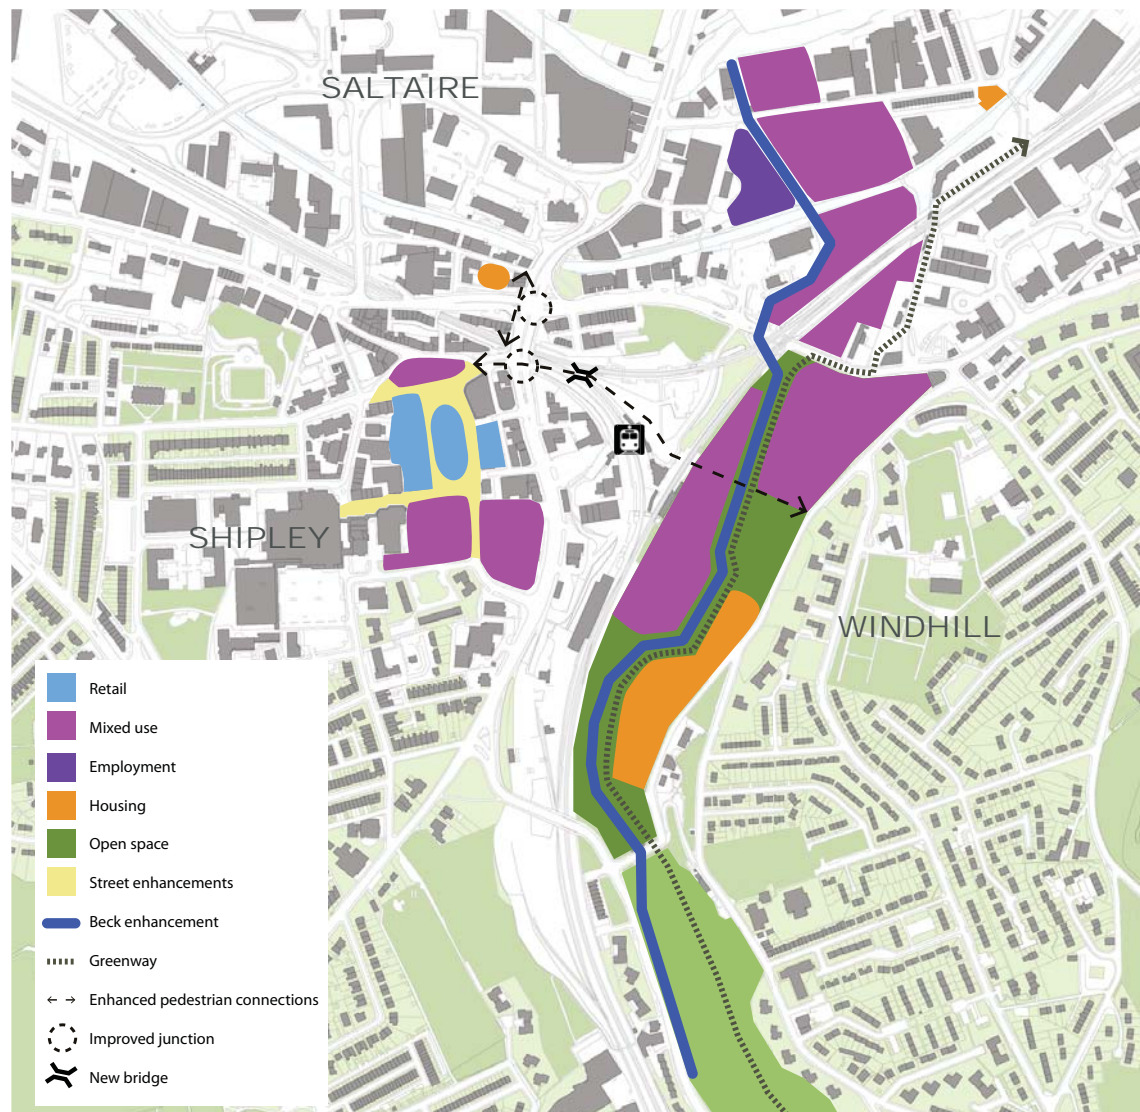 SALTAIRE
SHIPLEY
WINDHILL
Retail
Mixed use
Employment
Housing
Open space
Street enhancements
Beck enhancement
Greenway
Enhanced pedestrian connections
Improved junction
New bridge